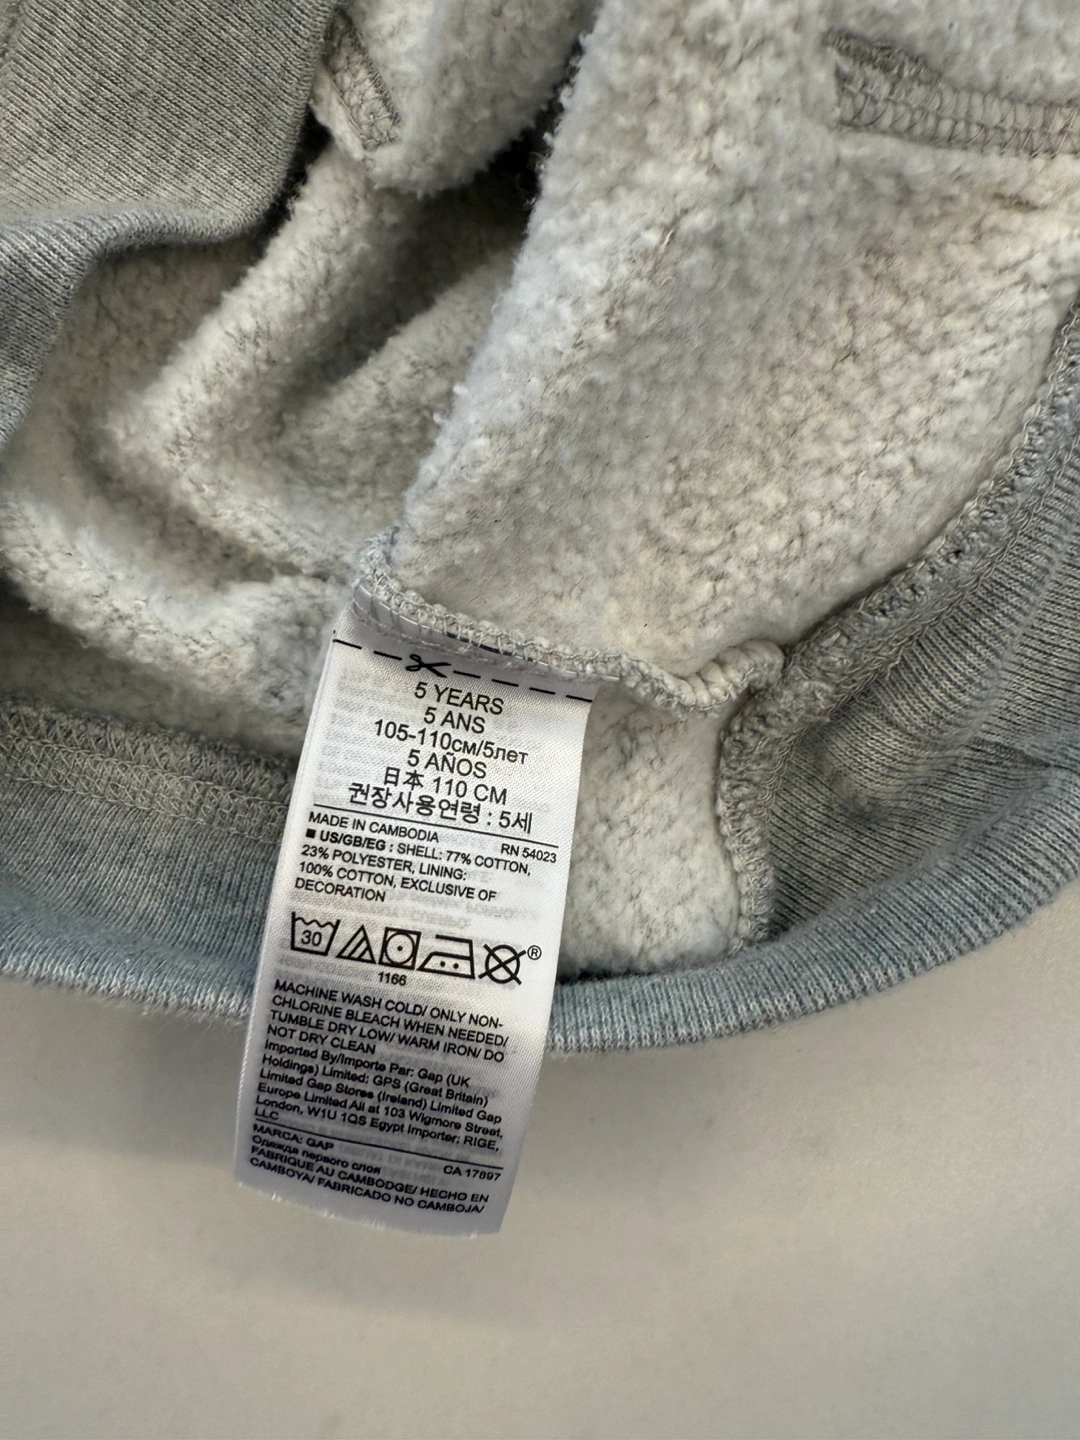 5 YEARS
5 ANS
105-110см/5лет
5 AÑOS
日本 110 CM
권장사용연령 : 5세
MADE IN CAMBODIA
RN 54023
■ US/GB/EG : SHELL: 77% COTTON,
23% POLYESTER, LINING:
100% COTTON, EXCLUSIVE OF
DECORATION
30
®
1166
MACHINE WASH COLD/ ONLY NON-
CHLORINE BLEACH WHEN NEEDED/
TUMBLE DRY LOW/ WARM IRON/ DO
NOT DRY CLEAN
Imported By/Importe Par: Gap (UK
Holdings) Limited; GPS (Great Britain)
Limited Gap Stores (Ireland) Limited Gap
Europe Limited All at 103 Wigmore Street,
London, W1U 1QS Egypt Importer; RIGE,
LLC
MARCA: GAP
CA 17897
Одежда первого слоя
FABRIQUE AU CAMBODGE/ HECHO EN
CAMBOYA/ FABRICADO NO CAMBOJA/